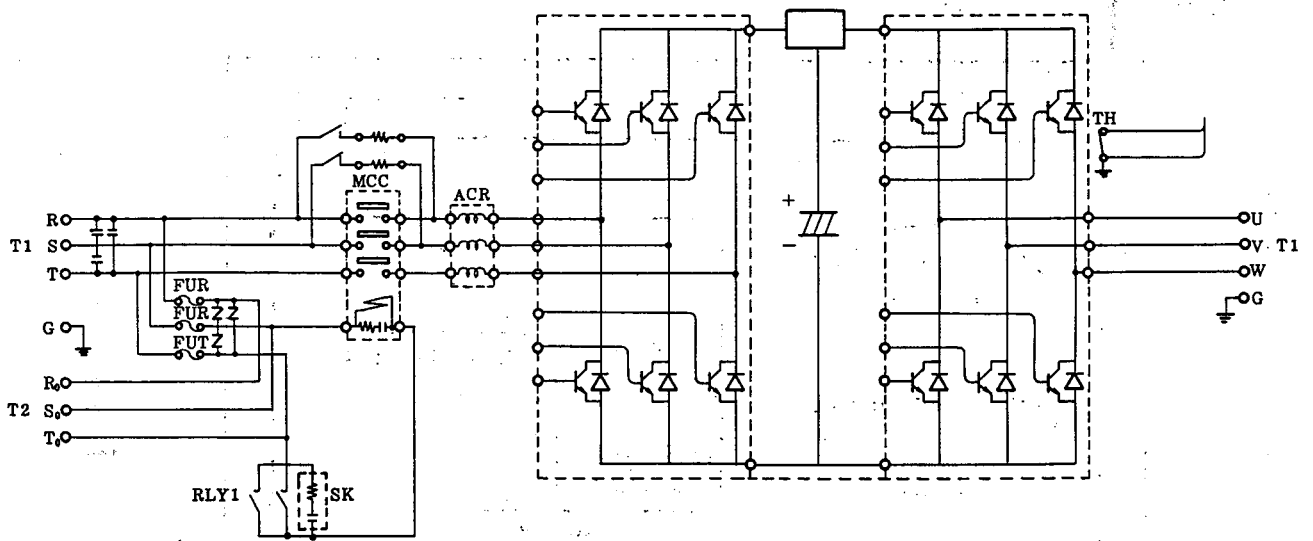 MCC
ACR
TH
R
T1 S
T
FUR
FUR
FUT
G
R₀
T2 S₀
T₀
RLY1
SK
+
−
U
V T1
W
G